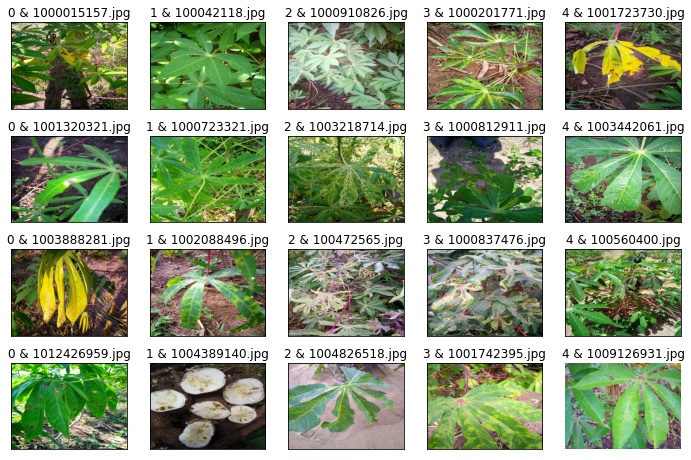 0 & 1000015157.jpg
1 & 100042118.jpg
2 & 1000910826.jpg
3 & 1000201771.jpg
4 & 1001723730.jpg
0 & 1001320321.jpg
1 & 1000723321.jpg
2 & 1003218714.jpg
3 & 1000812911.jpg
4 & 1003442061.jpg
0 & 1003888281.jpg
1 & 1002088496.jpg
2 & 100472565.jpg
3 & 1000837476.jpg
4 & 100560400.jpg
0 & 1012426959.jpg
1 & 1004389140.jpg
2 & 1004826518.jpg
3 & 1001742395.jpg
4 & 1009126931.jpg